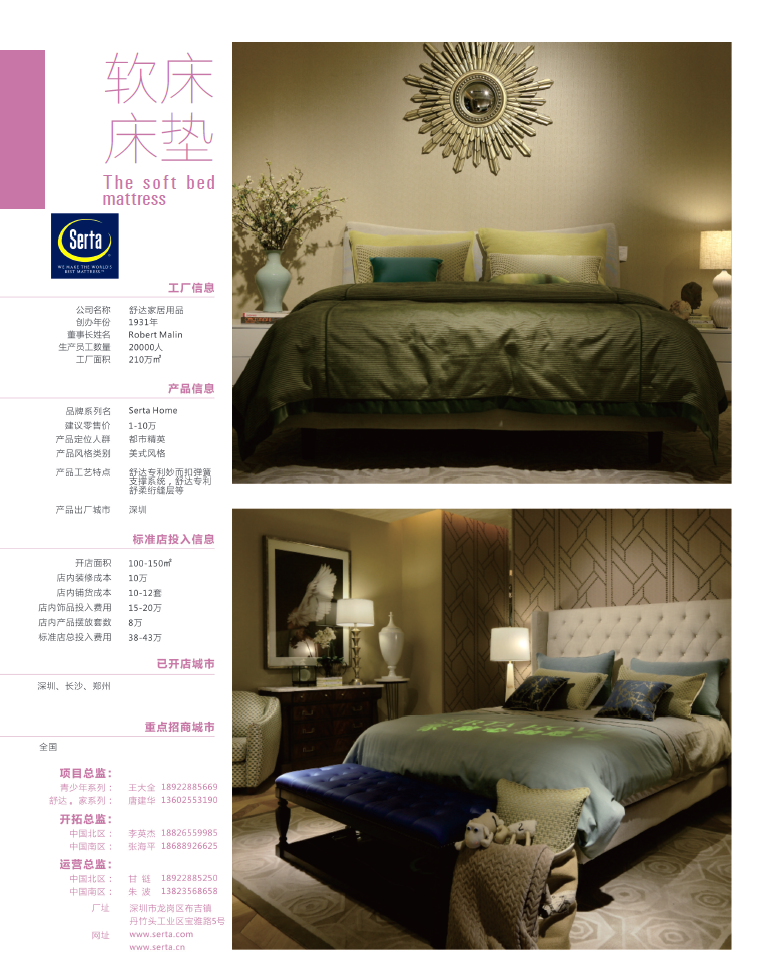 软床
床垫
The soft bed
mattress
Serta
WE MAKE THE WORLD'S
BEST MATTRESS™
工厂信息
公司名称 舒达家居用品
创办年份 1931年
董事长姓名 Robert Malin
生产员工数量 20000人
工厂面积 210万㎡
产品信息
品牌系列名 Serta Home
建议零售价 1-10万
产品定位人群 都市精英
产品风格类别 美式风格
产品工艺特点 舒达专利妙而扣弹簧
支撑系统，舒达专利
舒柔绗缝层等
产品出厂城市 深圳
标准店投入信息
开店面积 100-150㎡
店内装修成本 10万
店内铺货成本 10-12套
店内饰品投入费用 15-20万
店内产品摆放套数 8万
标准店总投入费用 38-43万
已开店城市
深圳、长沙、郑州
重点招商城市
全国
项目总监：
青少年系列： 王大全 18922885669
舒达。家系列： 唐建华 13602553190
开拓总监：
中国北区： 李英杰 18826559985
中国南区： 张海平 18688926625
运营总监：
中国北区： 甘 链 18922885250
中国南区： 朱 波 13823568658
厂址 深圳市龙岗区布吉镇
丹竹头工业区宝雅路5号
网址 www.serta.com
www.serta.cn